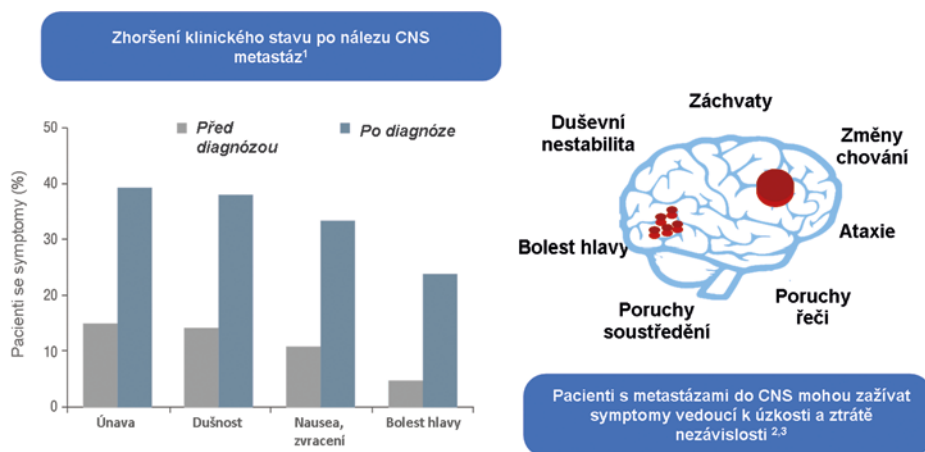 Zhoršení klinického stavu po nálezu CNS
metastáz1
Pacienti se symptomy (%)
50
40
30
20
10
0
Před
diagnózou
Po diagnóze
Únava
Dušnost
Nausea,
zvracení
Bolest hlavy
Záchvaty
Duševní
nestabilita
Změny
chování
Bolest hlavy
Ataxie
Poruchy
soustředění
Poruchy
řeči
Pacienti s metastázami do CNS mohou zažívat
symptomy vedoucí k úzkosti a ztrátě
nezávislosti 2,3